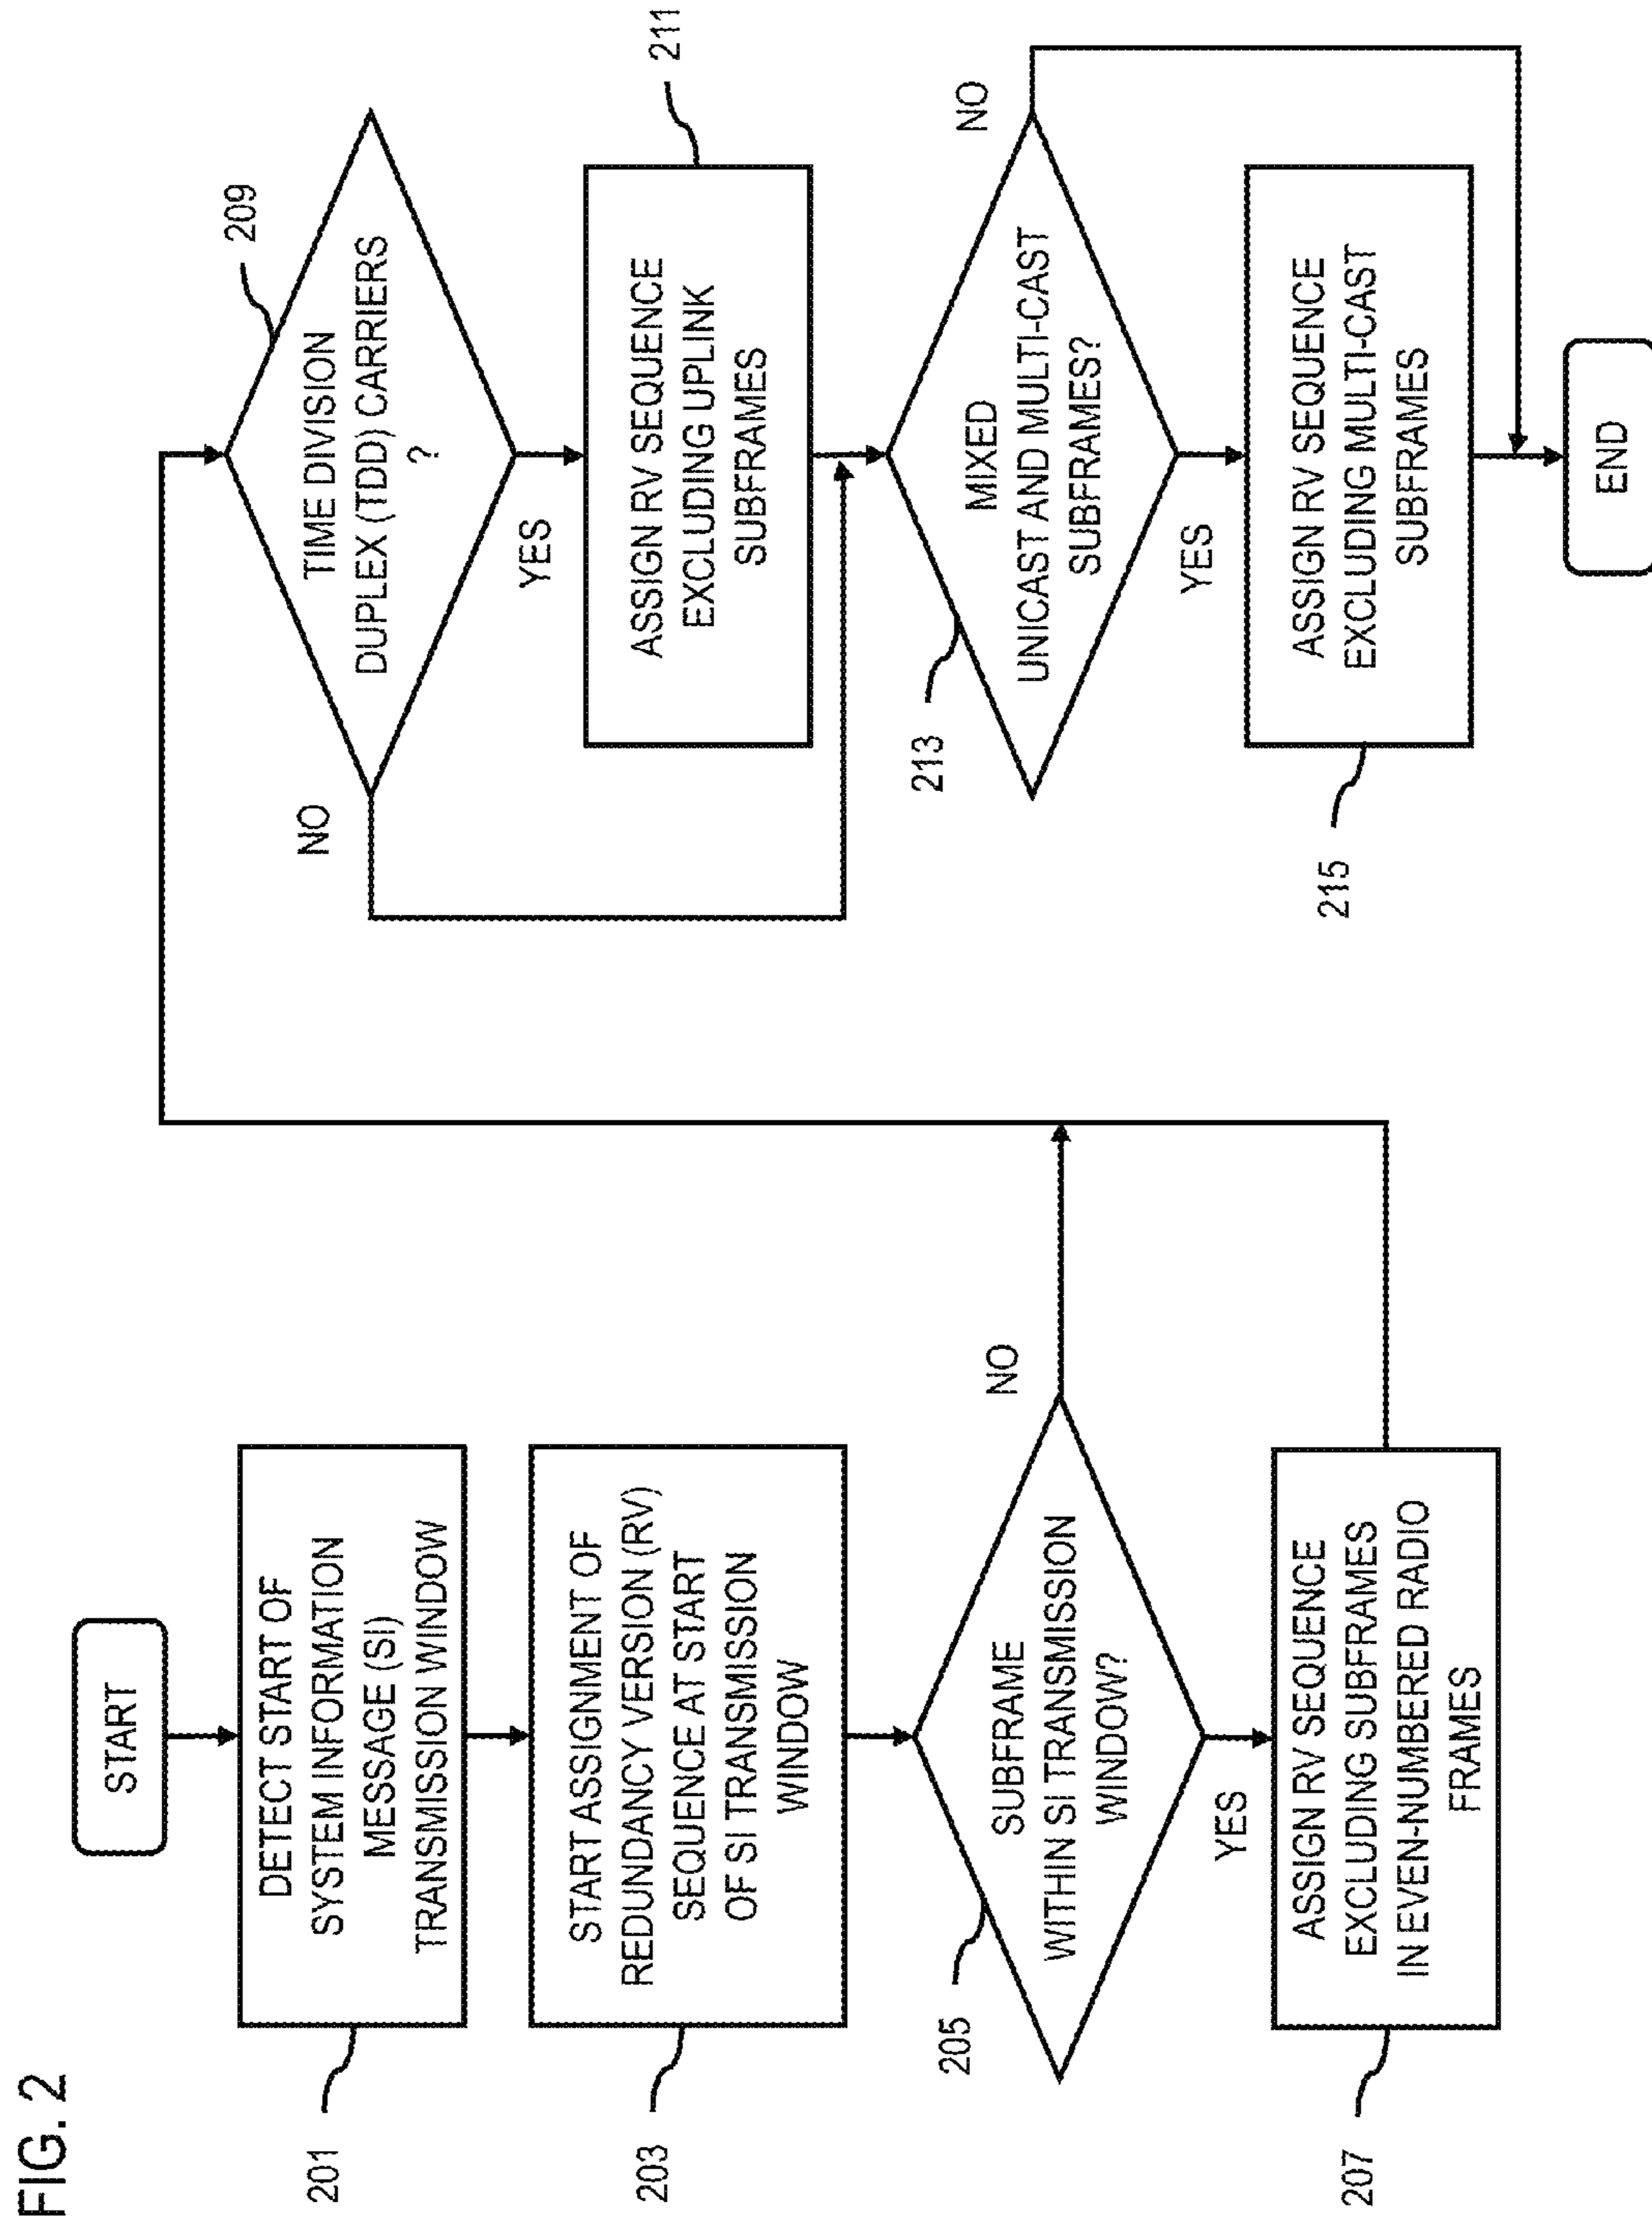 FIG. 2
START
DETECT START OF
SYSTEM INFORMATION
MESSAGE (SI)
TRANSMISSION WINDOW
201
START ASSIGNMENT OF
REDUNDANCY VERSION (RV)
SEQUENCE AT START
OF SI TRANSMISSION
WINDOW
203
SUBFRAME
WITHIN SI TRANSMISSION
WINDOW?
205
NO
YES
ASSIGN RV SEQUENCE
EXCLUDING SUBFRAMES
IN EVEN-NUMBERED RADIO
FRAMES
207
TIME DIVISION
DUPLEX (TDD) CARRIERS
?
209
NO
YES
ASSIGN RV SEQUENCE
EXCLUDING UPLINK
SUBFRAMES
211
MIXED
UNICAST AND MULTI-CAST
SUBFRAMES?
213
NO
YES
ASSIGN RV SEQUENCE
EXCLUDING MULTI-CAST
SUBFRAMES
215
END